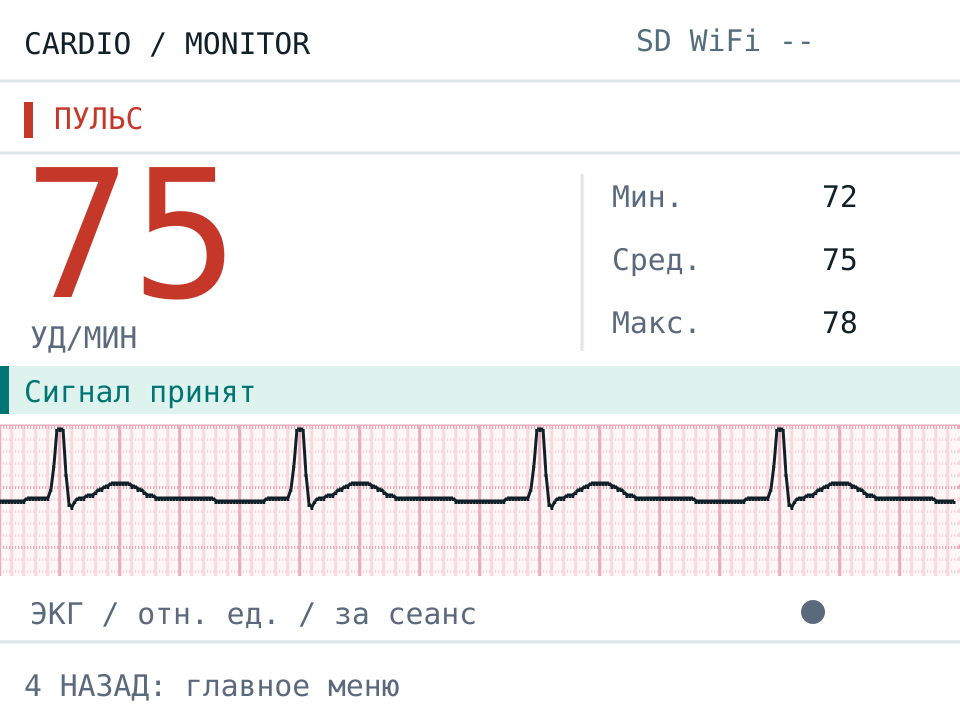 CARDIO / MONITOR SD WiFi --
ПУЛЬС
75
УД/МИН
Мин. 72
Сред. 75
Макс. 78
Сигнал принят
ЭКГ / отн. ед. / за сеанс
4 НАЗАД: главное меню